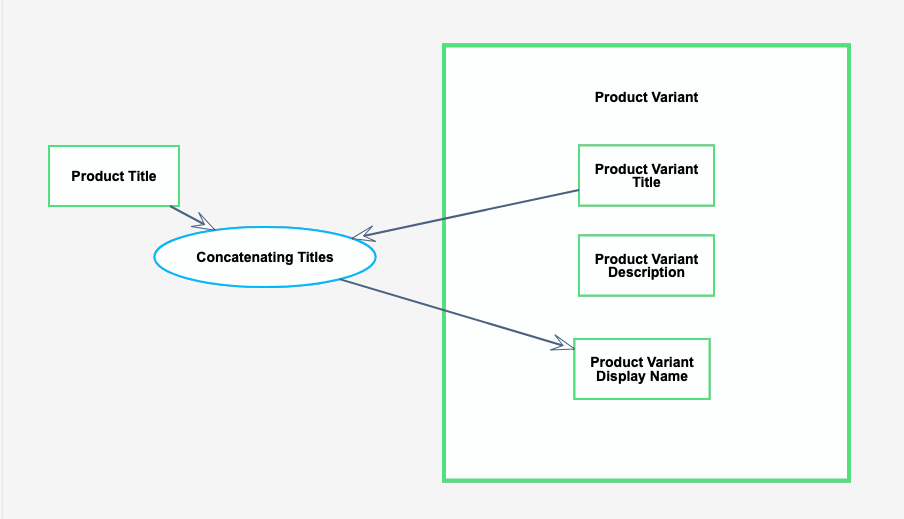 Product Variant
Product Title
Product Variant
Title
Concatenating Titles
Product Variant
Description
Product Variant
Display Name